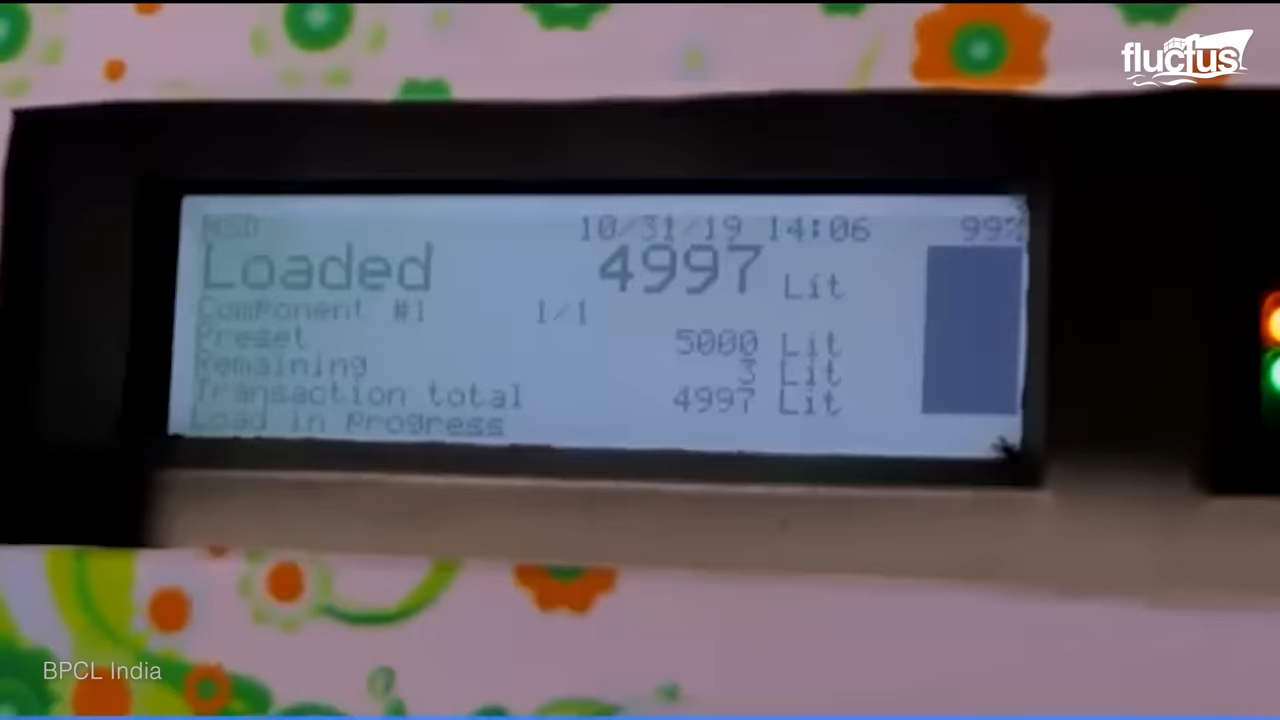 fluctus
MSD 10/31/19 14:06 99%
Loaded 4997 Lit
Component #1 1/1
Preset 5000 Lit
Remaining 3 Lit
Transaction total 4997 Lit
Load in Progress
BPCL India